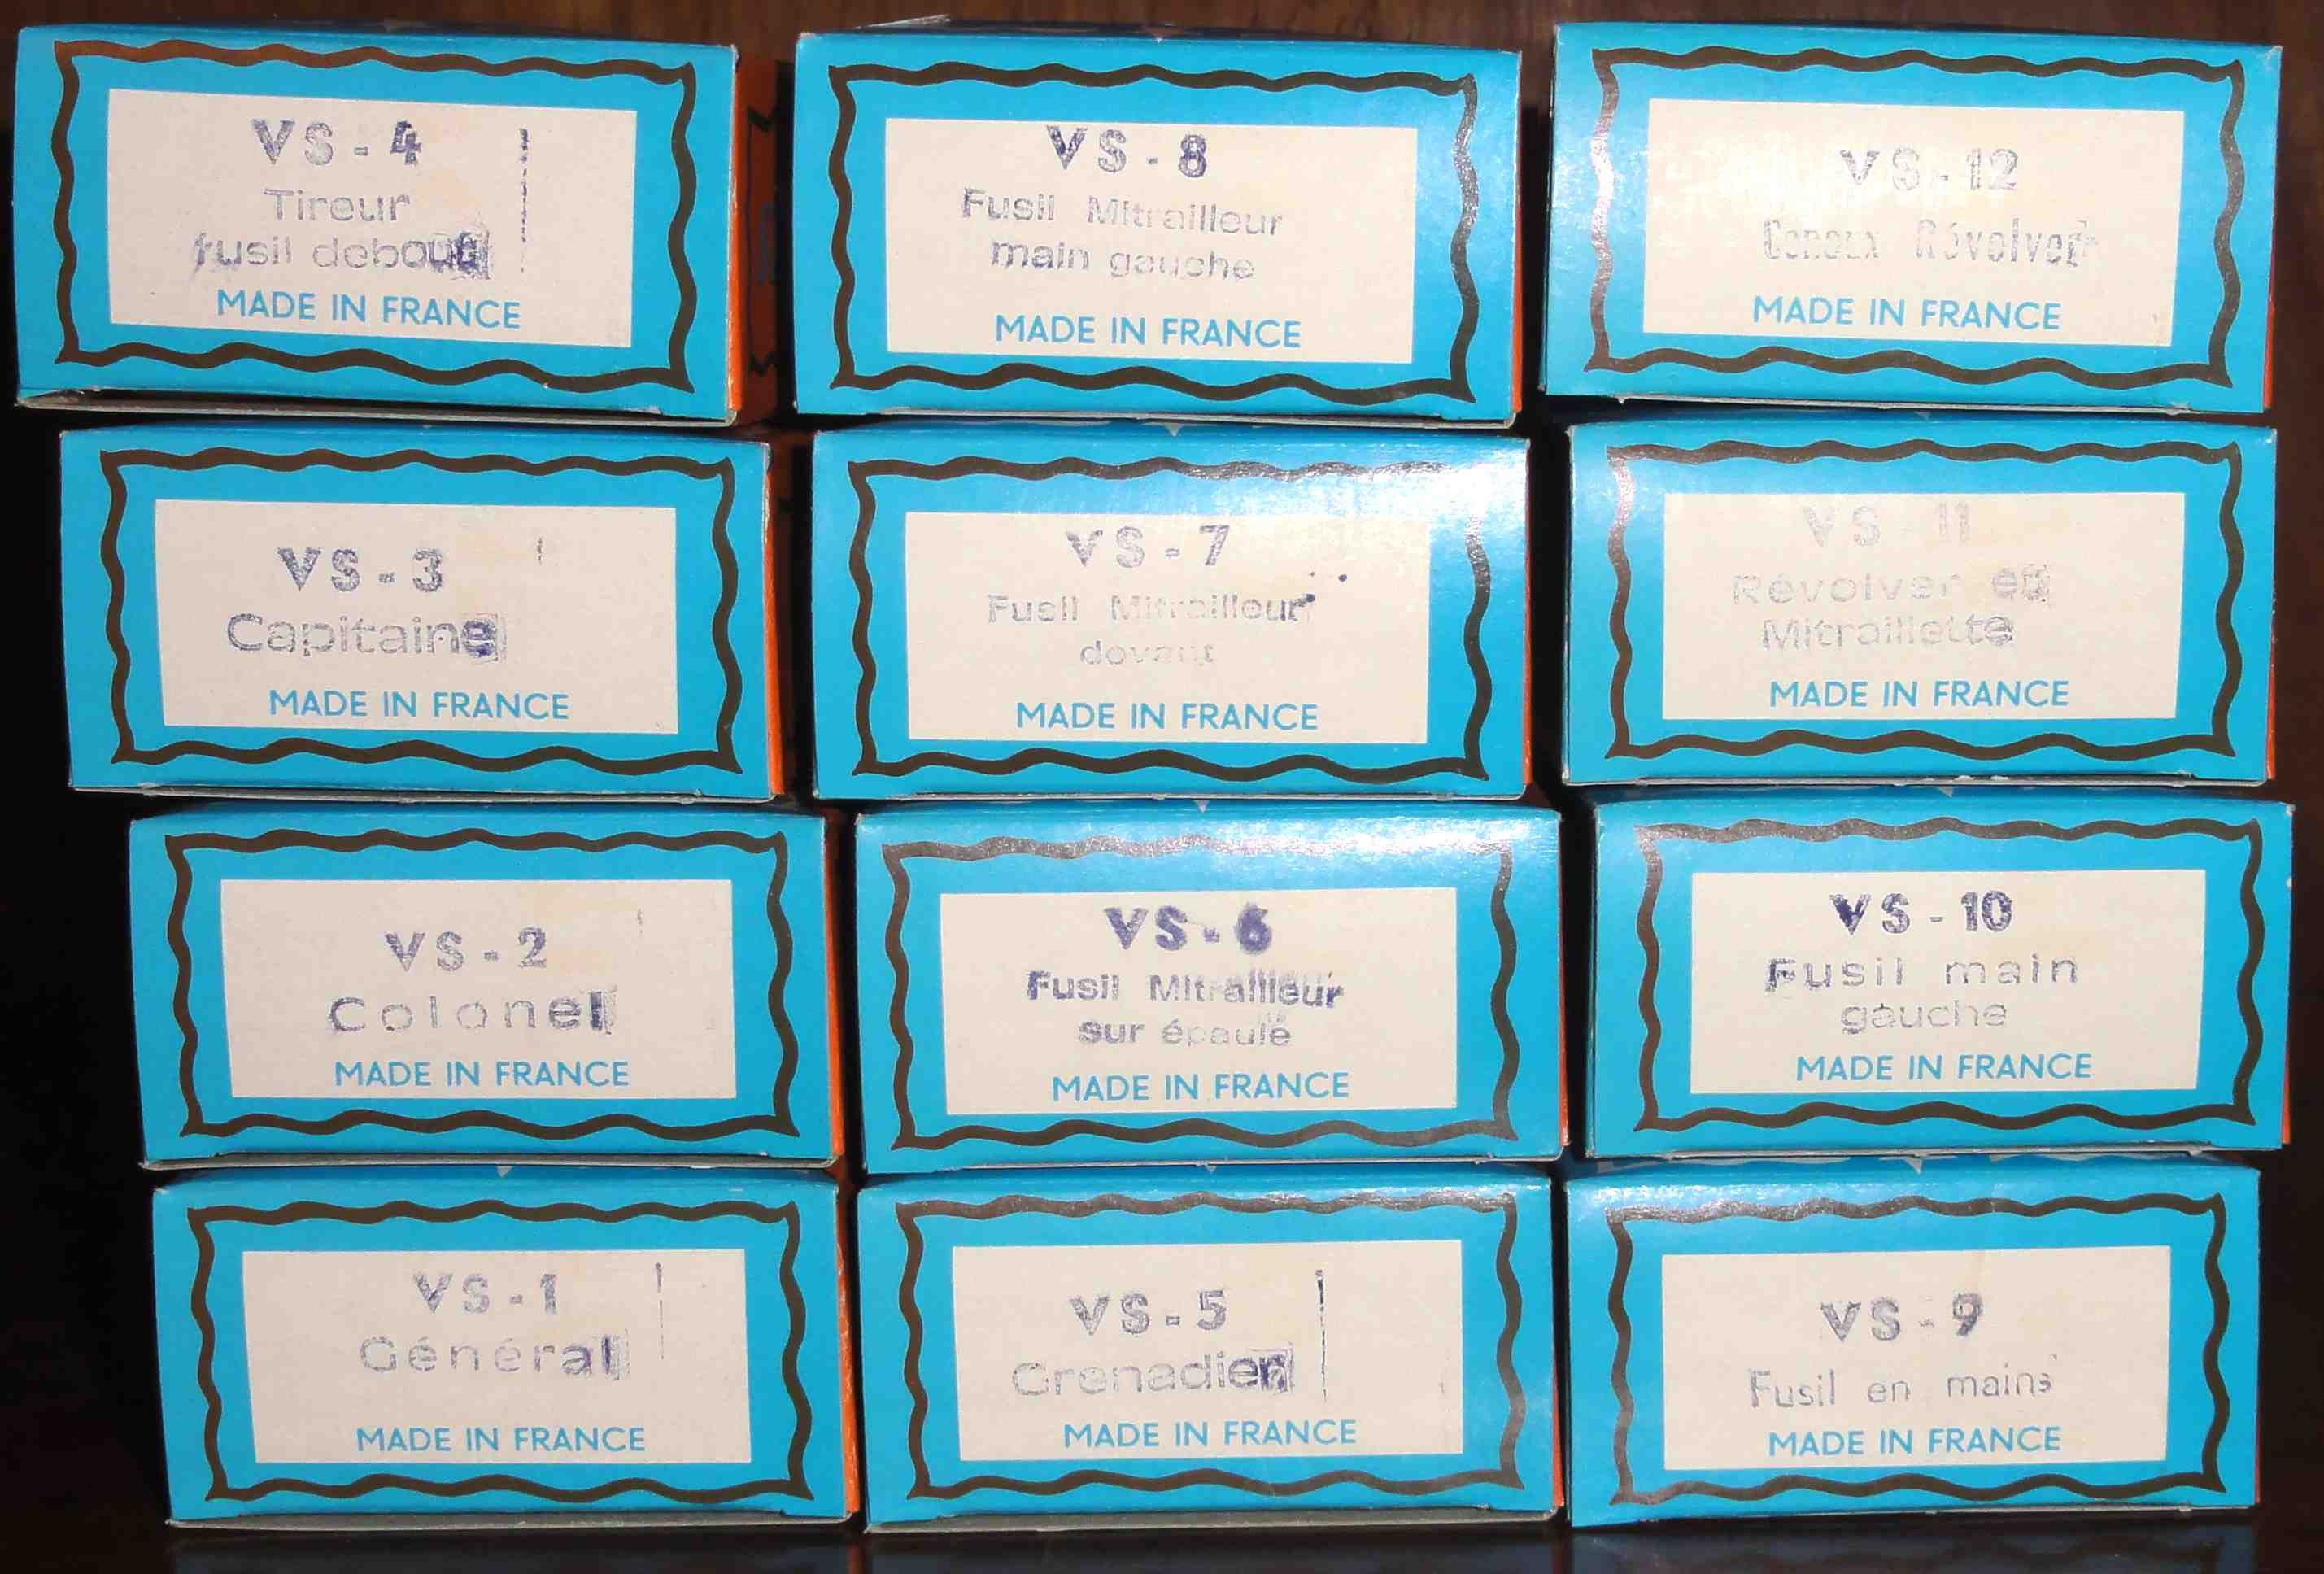 VS-4
Tireur
fusil debout
MADE IN FRANCE
VS-8
Fusil Mitrailleur
main gauche
MADE IN FRANCE
VS-12
Genoux Révolver
MADE IN FRANCE
VS-3
Capitaine
MADE IN FRANCE
VS-7
Fusil Mitrailleur
devant
MADE IN FRANCE
VS-11
Révolver et
Mitraillette
MADE IN FRANCE
VS-2
Colonel
MADE IN FRANCE
VS-6
Fusil Mitrailleur
sur épaule
MADE IN FRANCE
VS-10
Fusil main
gauche
MADE IN FRANCE
VS-1
Général
MADE IN FRANCE
VS-5
Grenadier
MADE IN FRANCE
VS-9
Fusil en mains
MADE IN FRANCE